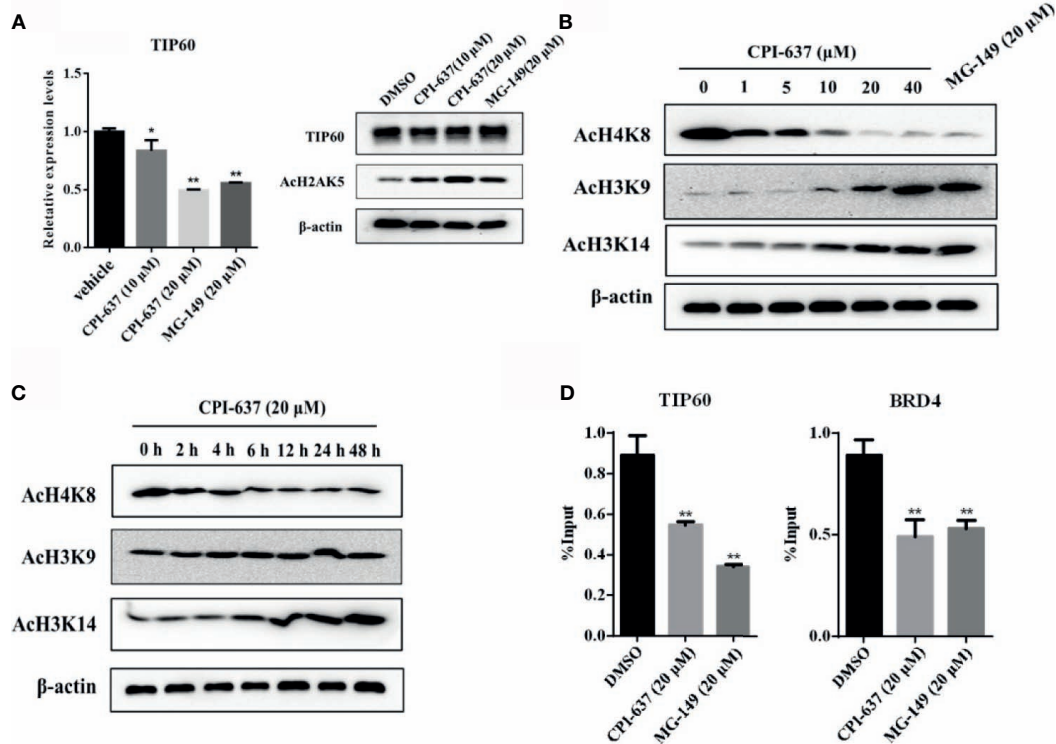 A
TIP60
Reletative expression levels
1.5
1.0
0.5
0.0
vehicle
CPI-637 (10 μM)
CPI-637 (20 μM)
MG-149 (20 μM)
*
**
**
DMSO
CPI-637(10 μM)
CPI-637(20 μM)
MG-149(20 μM)
TIP60
AcH2AK5
β-actin
B
CPI-637 (μM)
MG-149 (20 μM)
0 1 5 10 20 40
AcH4K8
AcH3K9
AcH3K14
β-actin
C
CPI-637 (20 μM)
0 h 2 h 4 h 6 h 12 h 24 h 48 h
AcH4K8
AcH3K9
AcH3K14
β-actin
D
TIP60
%Input
1.0
0.8
0.6
0.4
0.2
0.0
**
**
DMSO
CPI-637 (20 μM)
MG-149 (20 μM)
BRD4
%Input
1.0
0.5
0.0
**
**
DMSO
CPI-637 (20 μM)
MG-149 (20 μM)